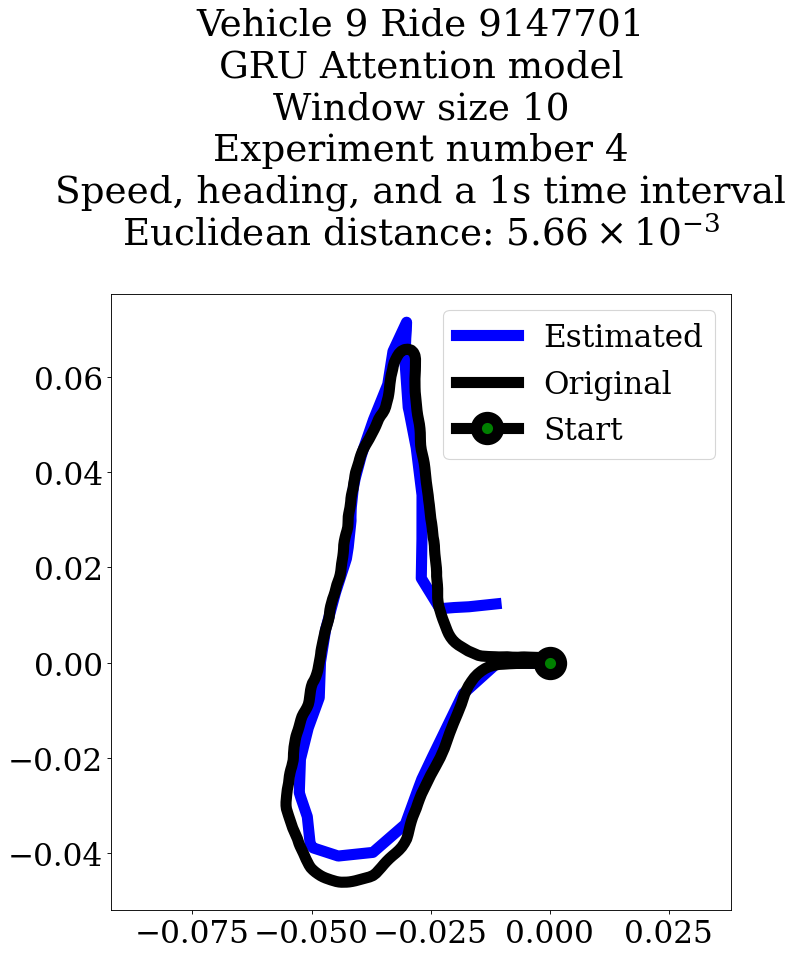 Vehicle 9 Ride 9147701
GRU Attention model
Window size 10
Experiment number 4
Speed, heading, and a 1s time interval
Euclidean distance: 5.66 × 10⁻³
Estimated
Original
Start
0.06
0.04
0.02
0.00
−0.02
−0.04
−0.075 −0.050 −0.025 0.000 0.025